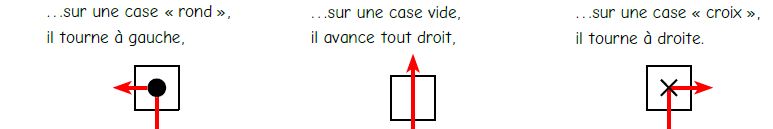 ...sur une case « rond »,
il tourne à gauche,
...sur une case vide,
il avance tout droit,
...sur une case « croix »,
il tourne à droite.